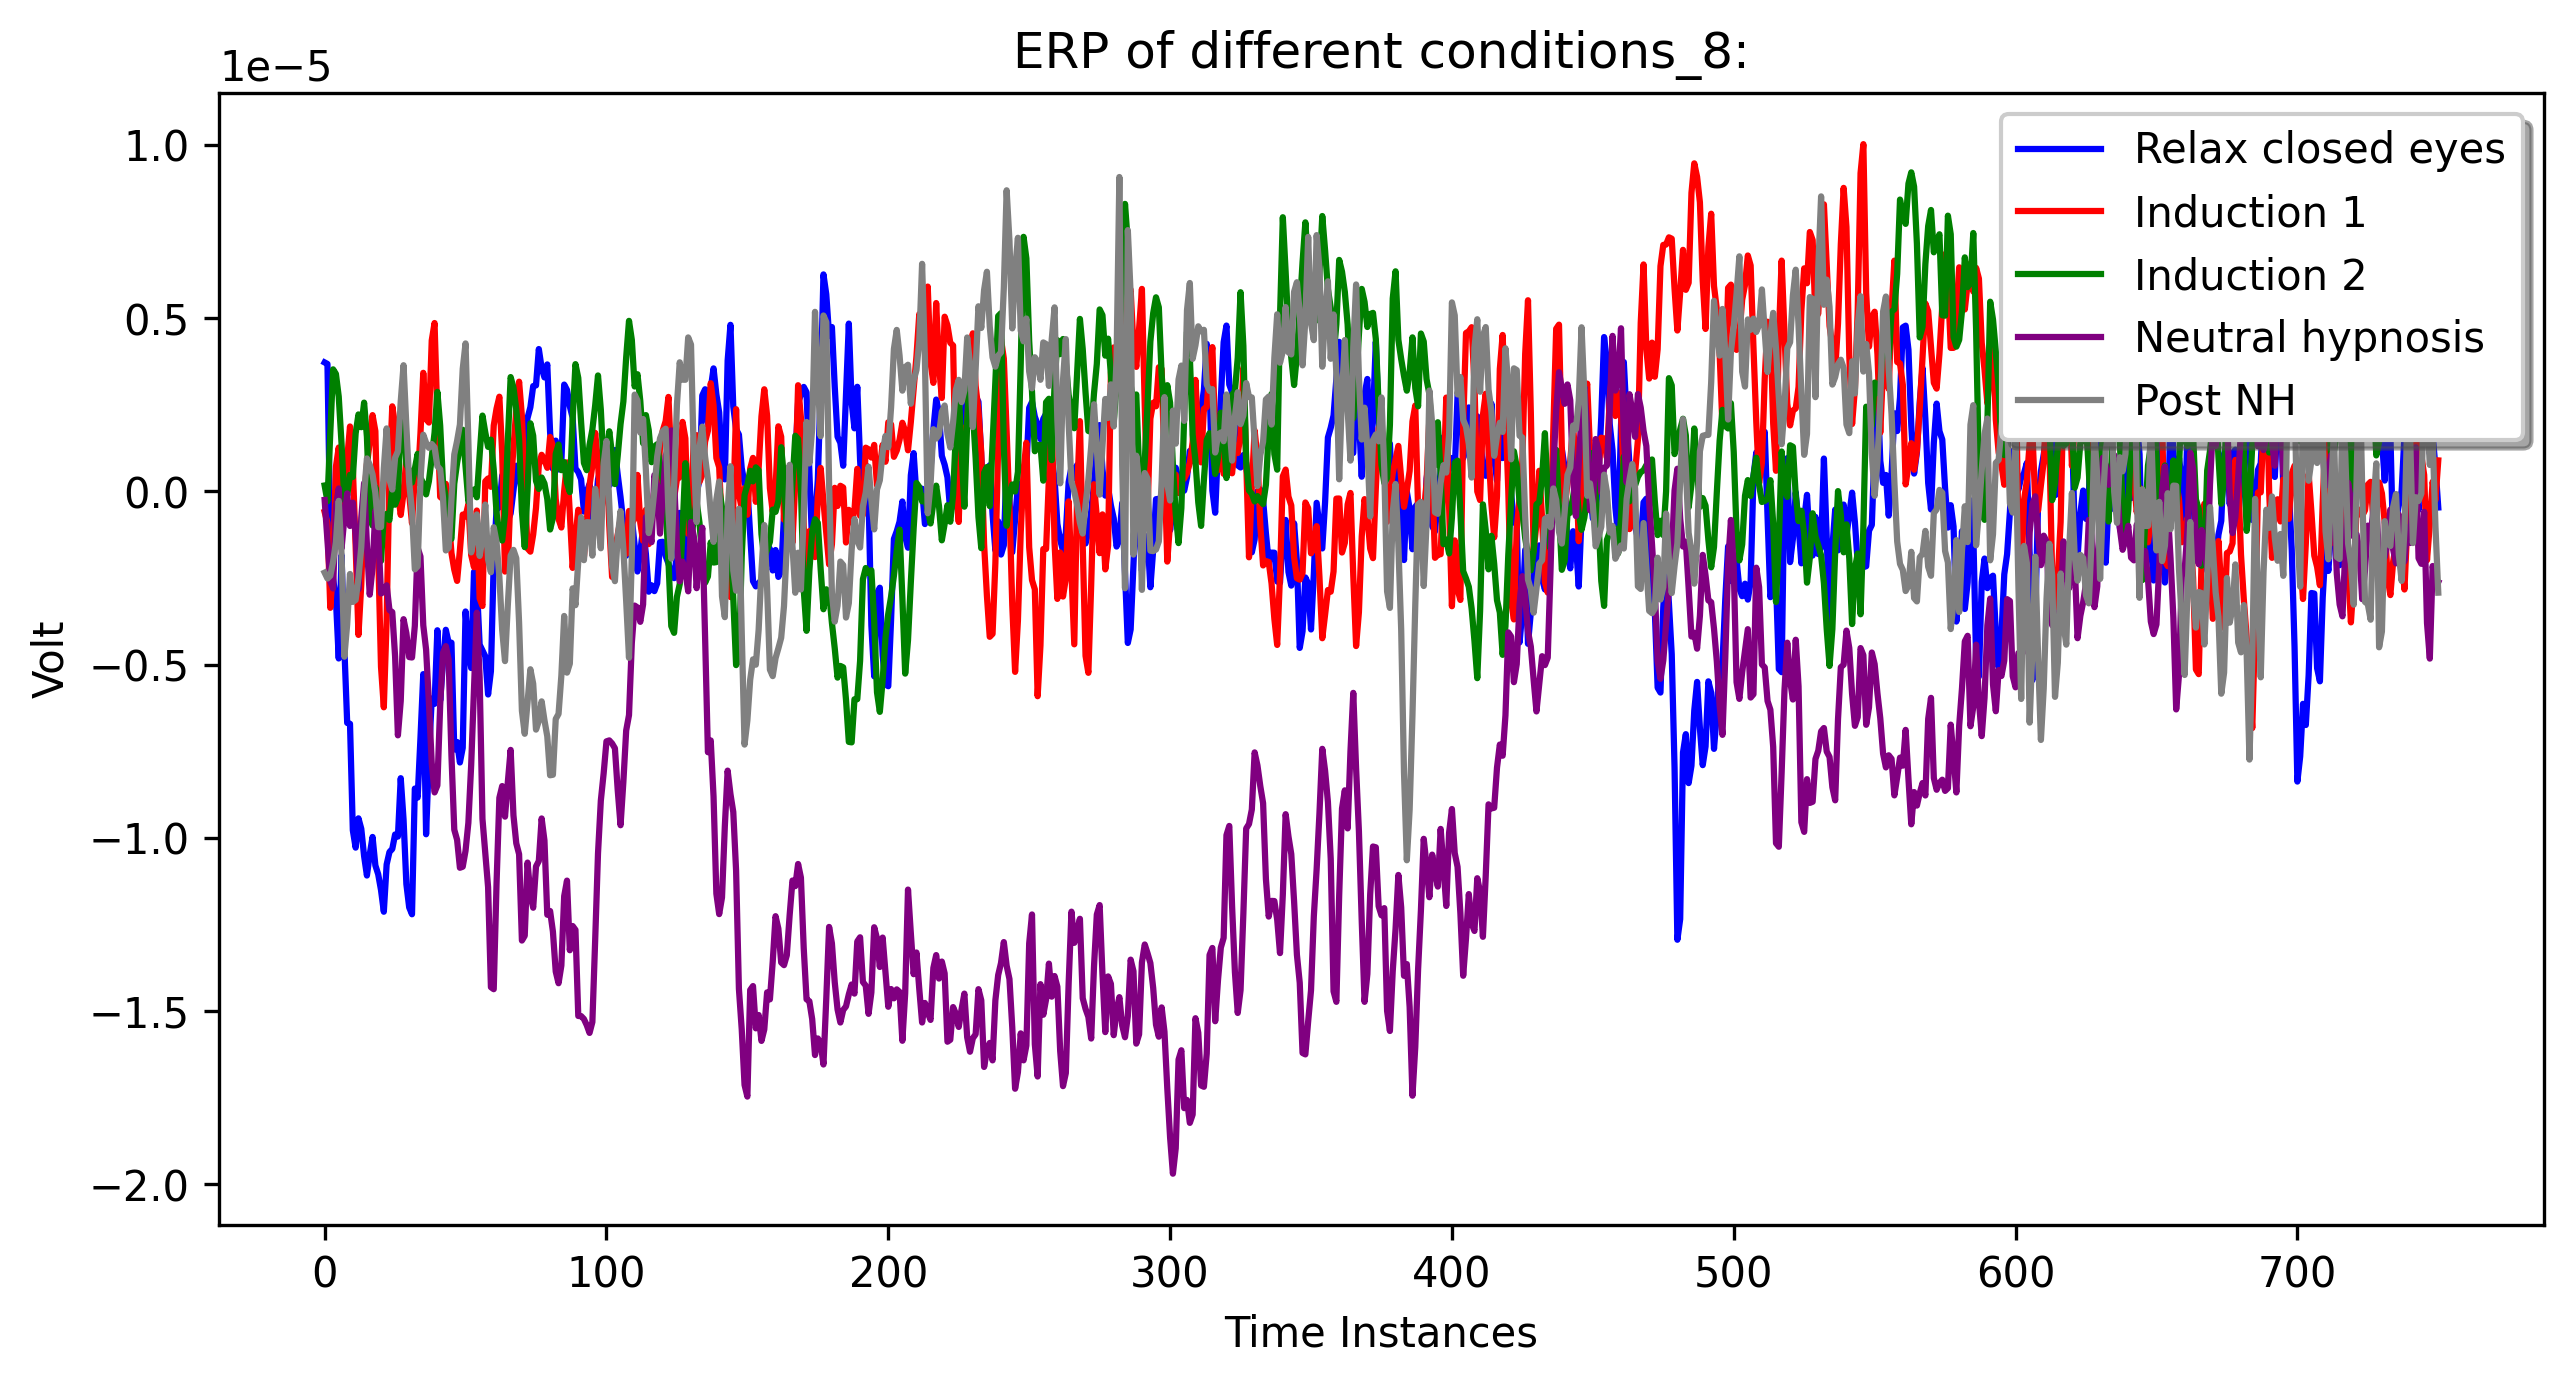 ERP of different conditions_8:
1e−5
1.0
0.5
0.0
−0.5
−1.0
−1.5
−2.0
Volt
0 100 200 300 400 500 600 700
Time Instances
Relax closed eyes
Induction 1
Induction 2
Neutral hypnosis
Post NH